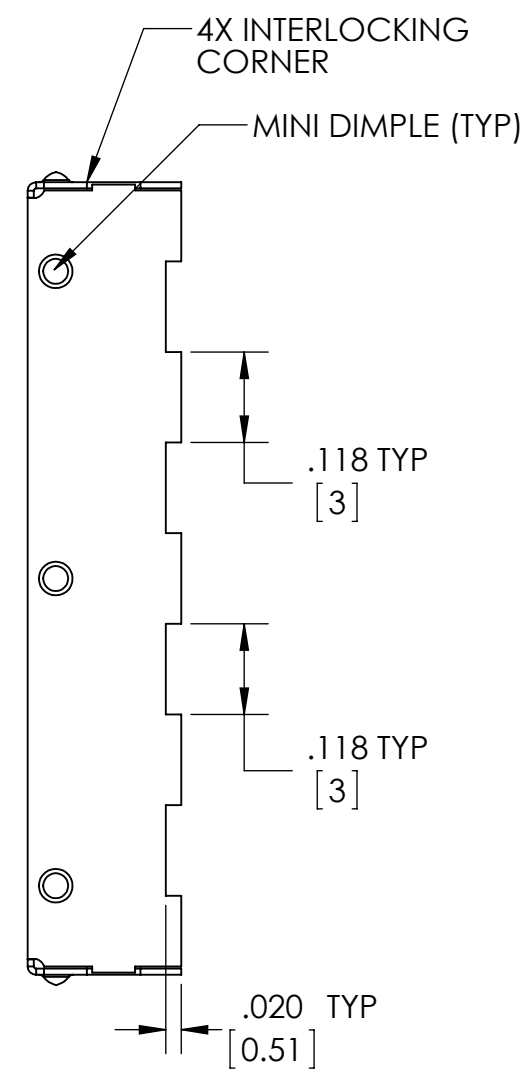 4X INTERLOCKING
CORNER
MINI DIMPLE (TYP)
.118 TYP
[3]
.118 TYP
[3]
.020 TYP
[0.51]